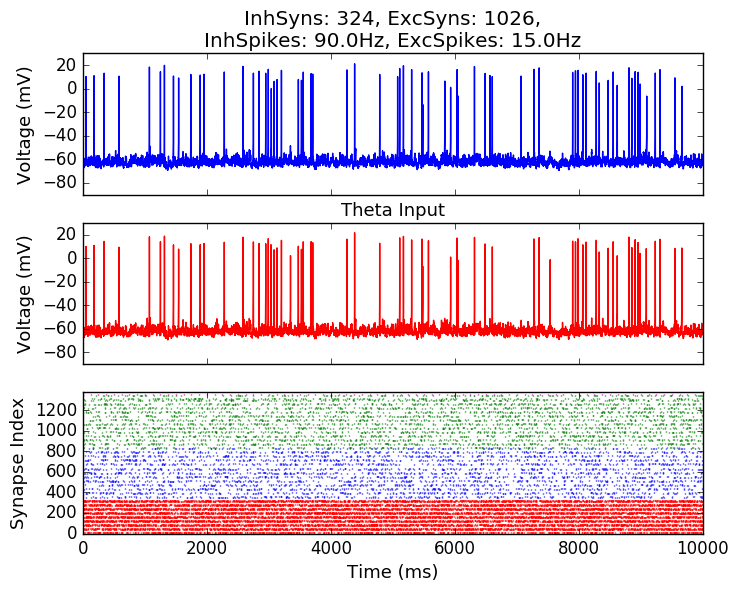 InhSyns: 324, ExcSyns: 1026,
InhSpikes: 90.0Hz, ExcSpikes: 15.0Hz
Voltage (mV)
20
0
−20
−40
−60
−80
Theta Input
Voltage (mV)
20
0
−20
−40
−60
−80
Synapse Index
1200
1000
800
600
400
200
0
0 2000 4000 6000 8000 10000
Time (ms)